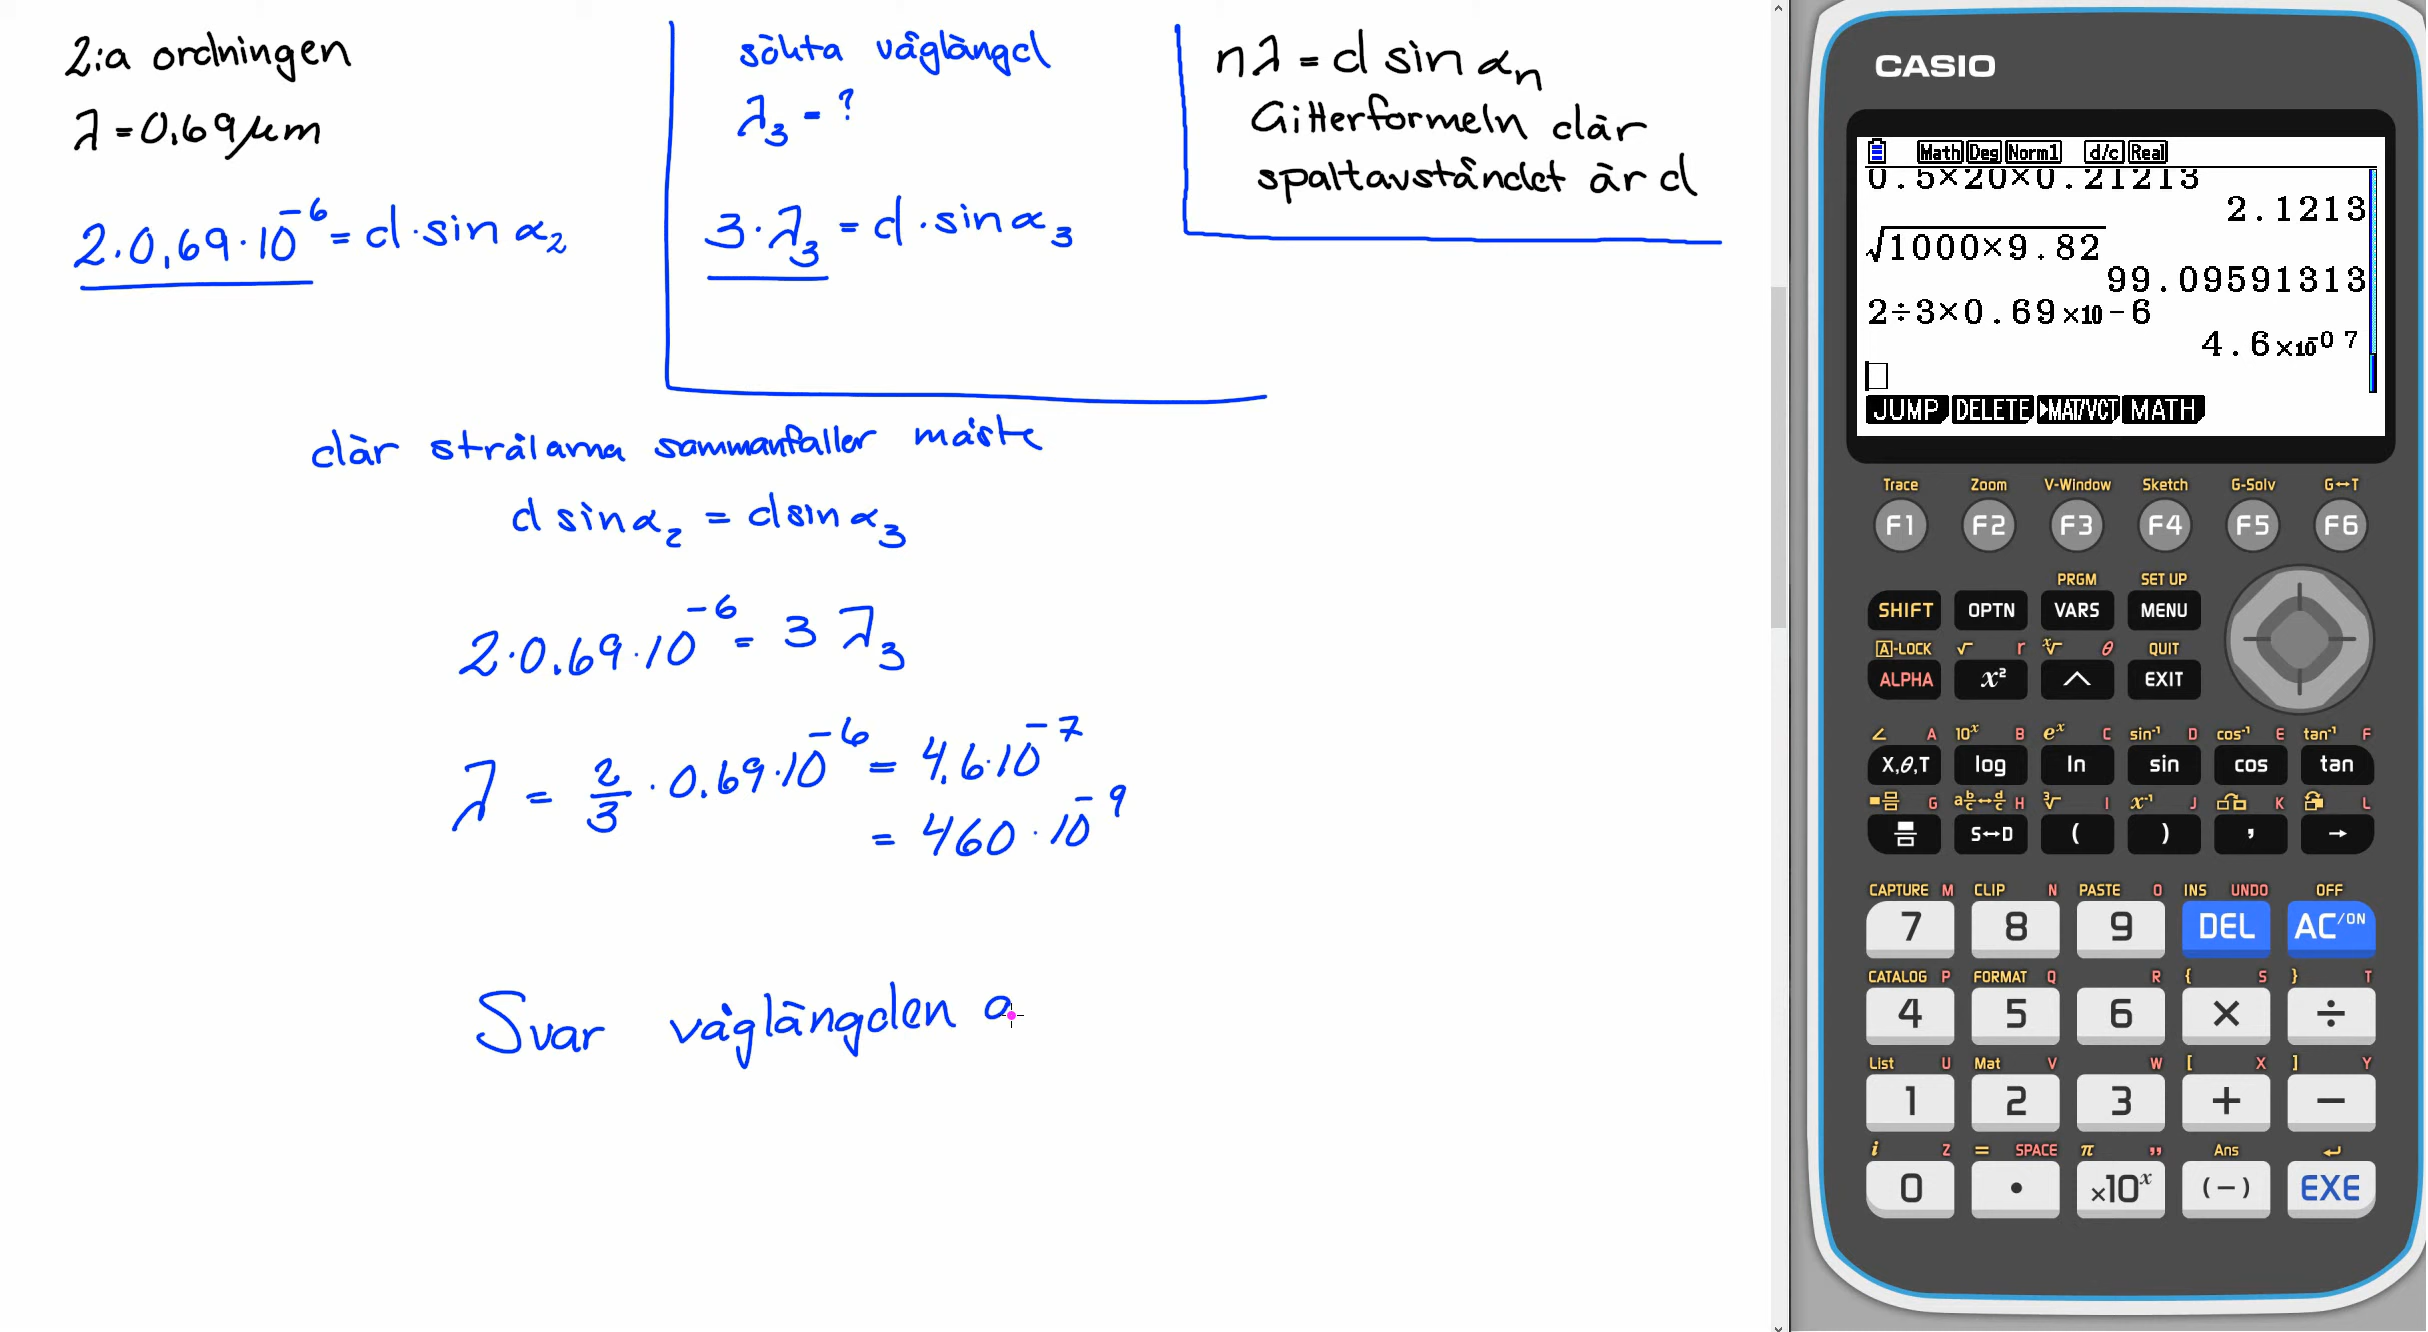 2:a ordningen
λ = 0,69 μm
2·0,69·10⁻⁶ = d·sin α₂
sökta våglängd
λ₃ = ?
3·λ₃ = d·sin α₃
nλ = d sin αₙ
Gitterformeln där
spaltavståndet är d
där strålarna sammanfaller måste
d sin α₂ = d sin α₃
2·0.69·10⁻⁶ = 3 λ₃
λ = 2/3 · 0.69·10⁻⁶ = 4.6·10⁻⁷
= 460·10⁻⁹
Svar våglängden
CASIO
Math Deg Norm1 d/c Real
0.5×20×0.21213
2.1213
√1000×9.82
99.09591313
2÷3×0.69×10-6
4.6×10⁻⁰⁷
JUMP DELETE ►MAT/VCT MATH
Trace Zoom V-Window Sketch G-Solv G↔T
F1 F2 F3 F4 F5 F6
PRGM SET UP
SHIFT OPTN VARS MENU
A-LOCK √ r ˣ√ θ QUIT
ALPHA x² ^ EXIT
∠ A 10ˣ B eˣ C sin⁻¹ D cos⁻¹ E tan⁻¹ F
X,θ,T log ln sin cos tan
G a b/c↔d/c H ³√ I x⁻¹ J K L
S↔D ( ) , →
CAPTURE M CLIP N PASTE O INS UNDO OFF
7 8 9 DEL AC/ON
CATALOG P FORMAT Q R { S } T
4 5 6 × ÷
List U Mat V W [ X ] Y
1 2 3 + −
i Z = SPACE π " Ans ↵
0 • ×10ˣ (−) EXE